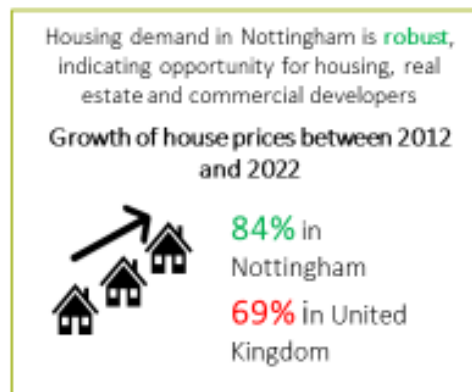 Housing demand in Nottingham is robust,
indicating opportunity for housing, real
estate and commercial developers
Growth of house prices between 2012
and 2022
84% in
Nottingham
69% in United
Kingdom